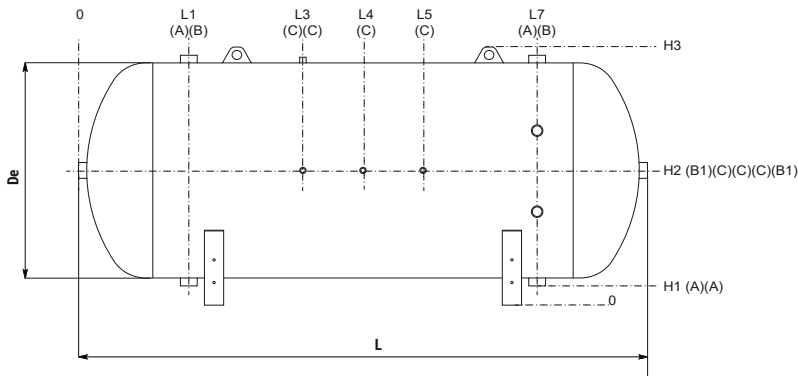 0
L1
(A)(B)
L3
(C)(C)
L4
(C)
L5
(C)
L7
(A)(B)
H3
De
H2 (B1)(C)(C)(C)(B1)
H1 (A)(A)
0
L